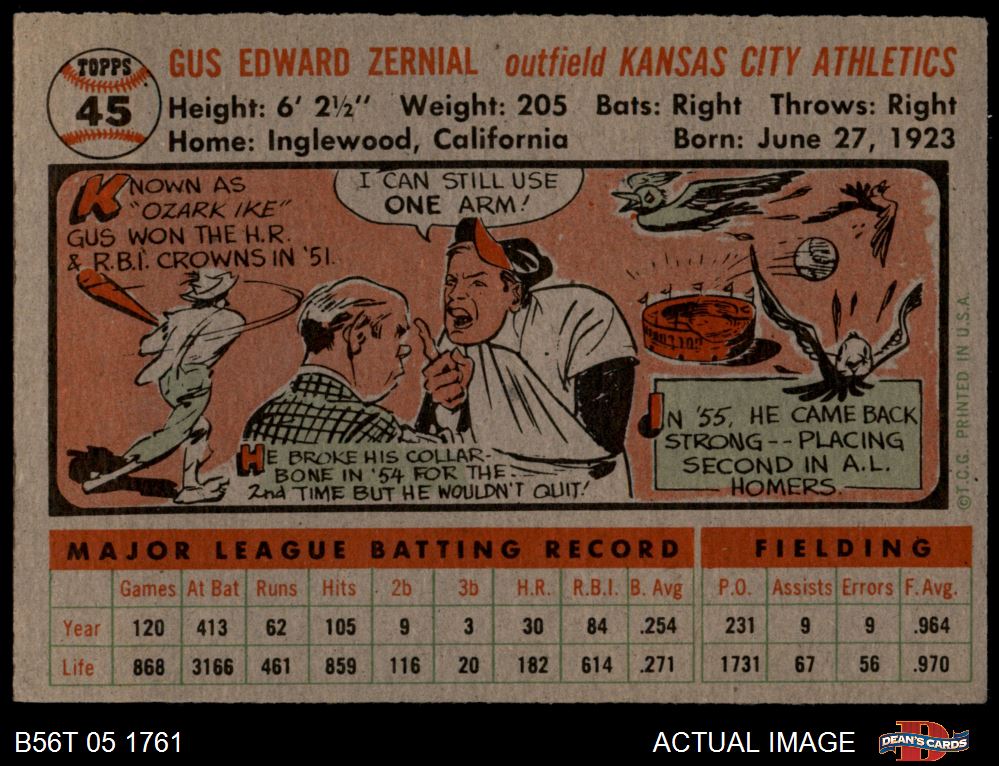 TOPPS
45
GUS EDWARD ZERNIAL outfield KANSAS CITY ATHLETICS
Height: 6' 2½" Weight: 205 Bats: Right Throws: Right
Home: Inglewood, California Born: June 27, 1923
KNOWN AS
"OZARK IKE"
GUS WON THE H.R.
& R.B.I. CROWNS IN '51.
I CAN STILL USE
ONE ARM!
HE BROKE HIS COLLAR-
BONE IN '54 FOR THE
2nd TIME BUT HE WOULDN'T QUIT!
IN '55, HE CAME BACK
STRONG--PLACING
SECOND IN A.L.
HOMERS.
©T.C.G. PRINTED IN U.S.A.
MAJOR LEAGUE BATTING RECORD FIELDING
Games At Bat Runs Hits 2b 3b H.R. R.B.I. B. Avg P.O. Assists Errors F. Avg.
Year 120 413 62 105 9 3 30 84 .254 231 9 9 .964
Life 868 3166 461 859 116 20 182 614 .271 1731 67 56 .970
B56T 05 1761 ACTUAL IMAGE DEAN'S CARDS